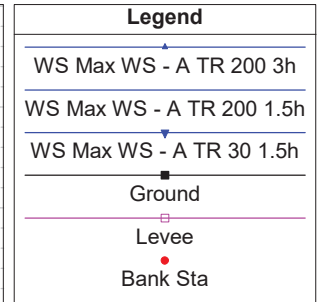 Legend
WS Max WS - A TR 200 3h
WS Max WS - A TR 200 1.5h
WS Max WS - A TR 30 1.5h
Ground
Levee
Bank Sta